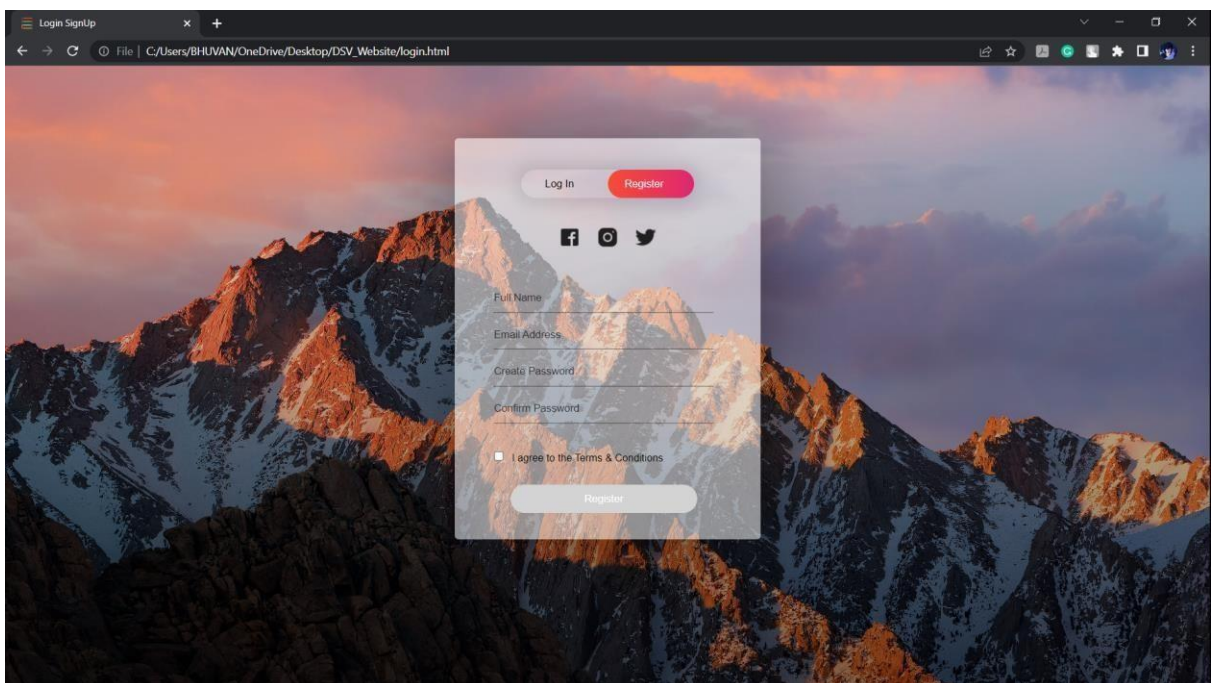 Login SignUp
File | C:/Users/BHUVAN/OneDrive/Desktop/DSV_Website/login.html
Log In Register
Full Name
Email Address
Create Password
Confirm Password
I agree to the Terms & Conditions
Register